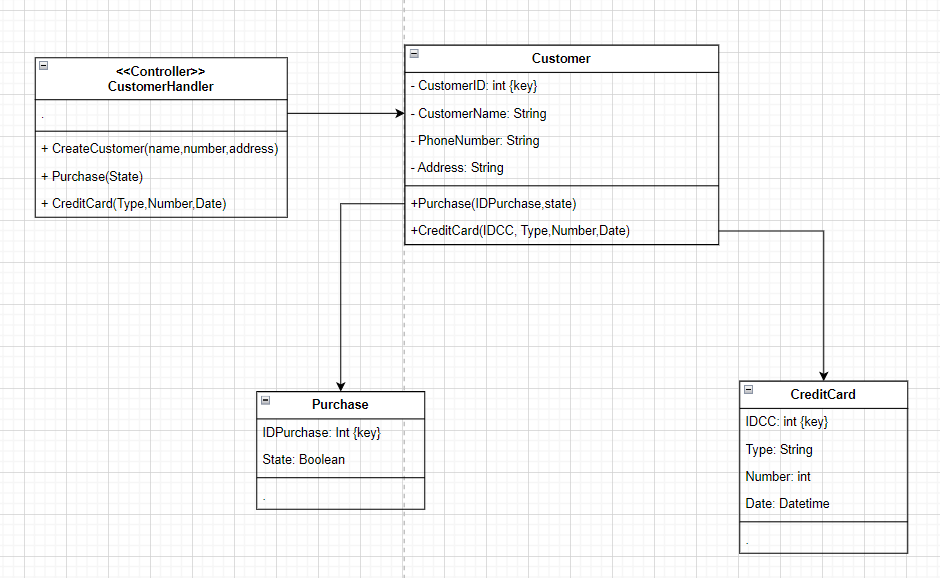 <<Controller>>
CustomerHandler
.
+ CreateCustomer(name,number,address)
+ Purchase(State)
+ CreditCard(Type,Number,Date)
Customer
- CustomerID: int {key}
- CustomerName: String
- PhoneNumber: String
- Address: String
+Purchase(IDPurchase,state)
+CreditCard(IDCC, Type,Number,Date)
Purchase
IDPurchase: Int {key}
State: Boolean
.
CreditCard
IDCC: int {key}
Type: String
Number: int
Date: Datetime
.